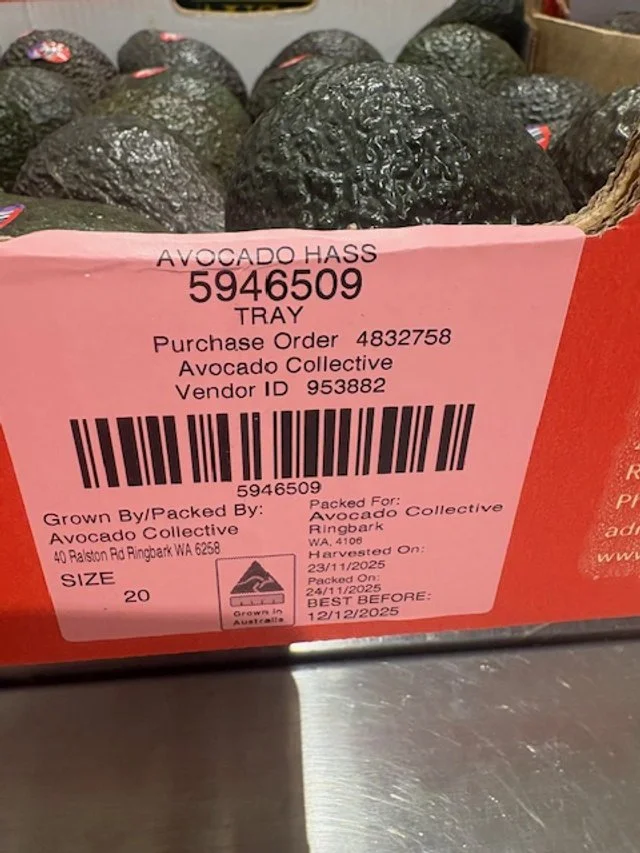 AVOCADO HASS
5946509
TRAY
Purchase Order 4832758
Avocado Collective
Vendor ID 953882
5946509
Grown By/Packed By:
Avocado Collective
40 Ralston Rd Ringbark WA 6258
SIZE
20
Grown in
Australia
Packed For:
Avocado Collective
Ringbark
WA, 4106
Harvested On:
23/11/2025
Packed On:
24/11/2025
BEST BEFORE:
12/12/2025
www